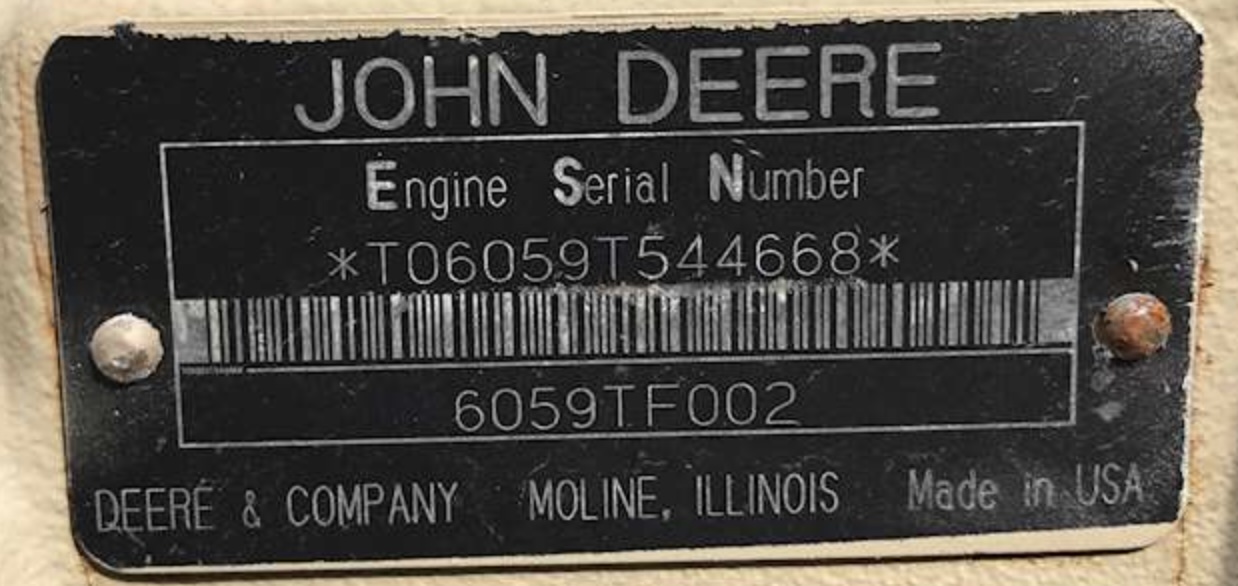 JOHN DEERE
Engine Serial Number
*T06059T544668*
6059TF002
DEERE & COMPANY MOLINE, ILLINOIS Made in USA